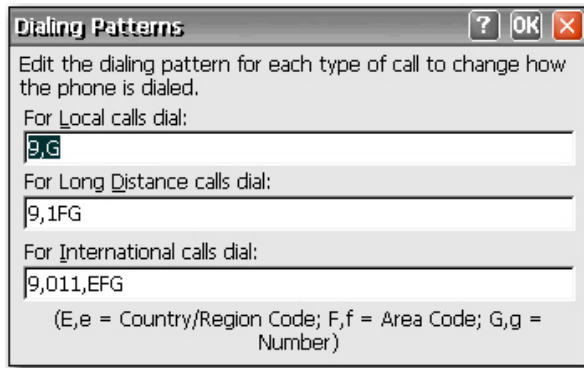 Dialing Patterns ? OK X
Edit the dialing pattern for each type of call to change how
the phone is dialed.
For Local calls dial:
9,G
For Long Distance calls dial:
9,1FG
For International calls dial:
9,011,EFG
(E,e = Country/Region Code; F,f = Area Code; G,g =
Number)